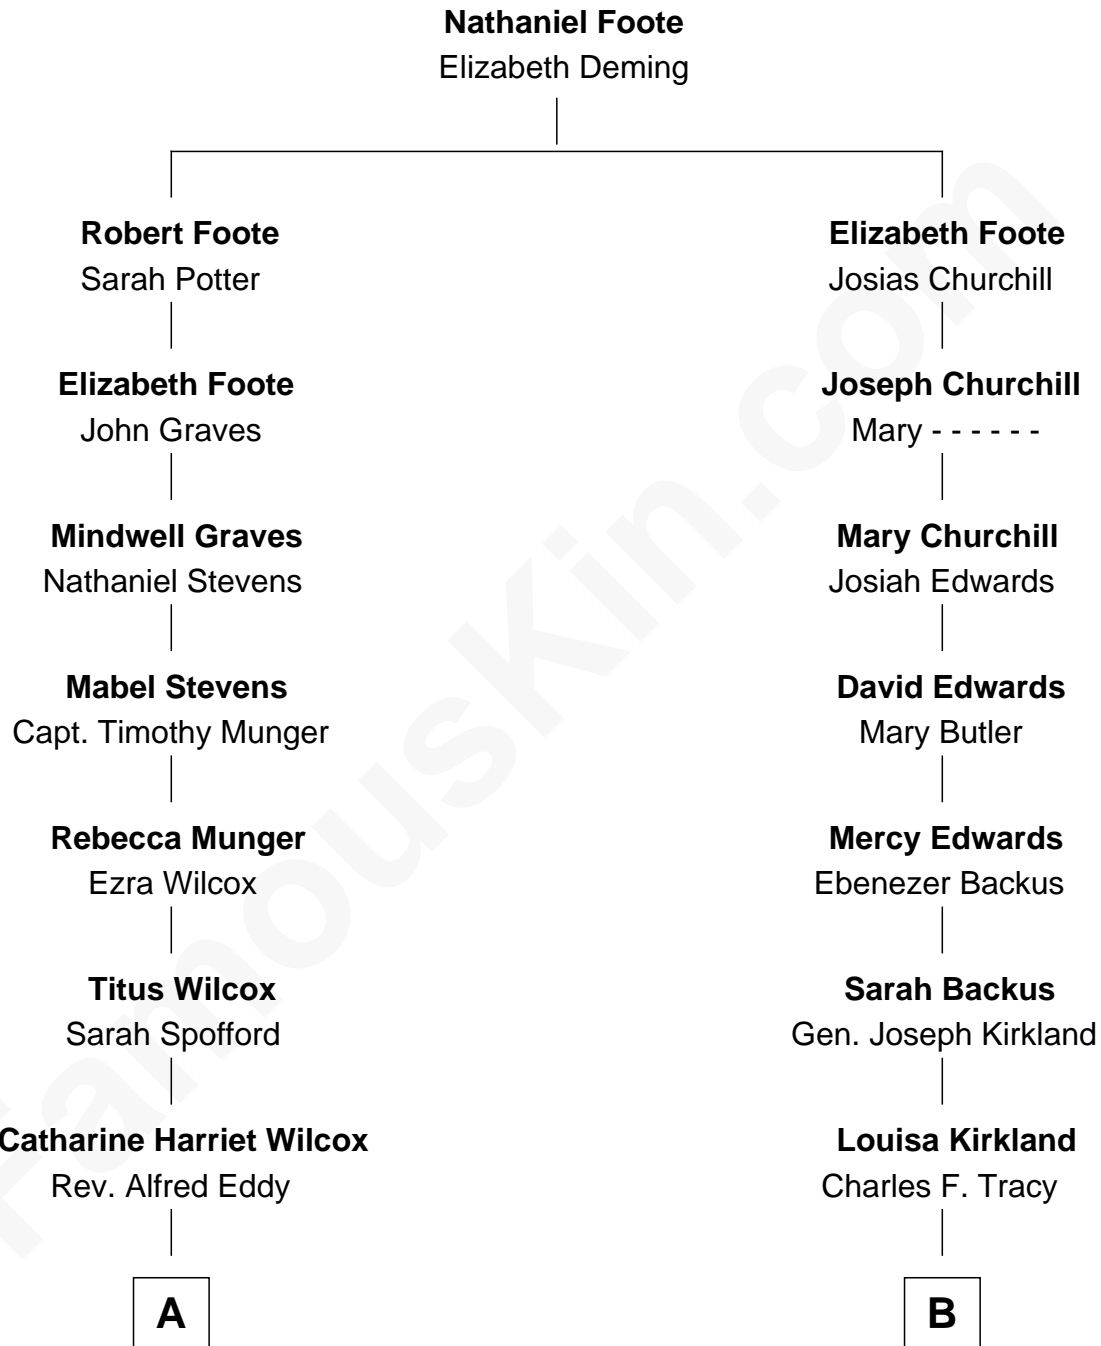 Nathaniel Foote
Elizabeth Deming
Robert Foote
Sarah Potter
Elizabeth Foote
Josias Churchill
Elizabeth Foote
John Graves
Joseph Churchill
Mary - - - - - -
Mindwell Graves
Nathaniel Stevens
Mary Churchill
Josiah Edwards
Mabel Stevens
Capt. Timothy Munger
David Edwards
Mary Butler
Rebecca Munger
Ezra Wilcox
Mercy Edwards
Ebenezer Backus
Titus Wilcox
Sarah Spofford
Sarah Backus
Gen. Joseph Kirkland
Catharine Harriet Wilcox
Rev. Alfred Eddy
Louisa Kirkland
Charles F. Tracy
A
B
FamousKin.com